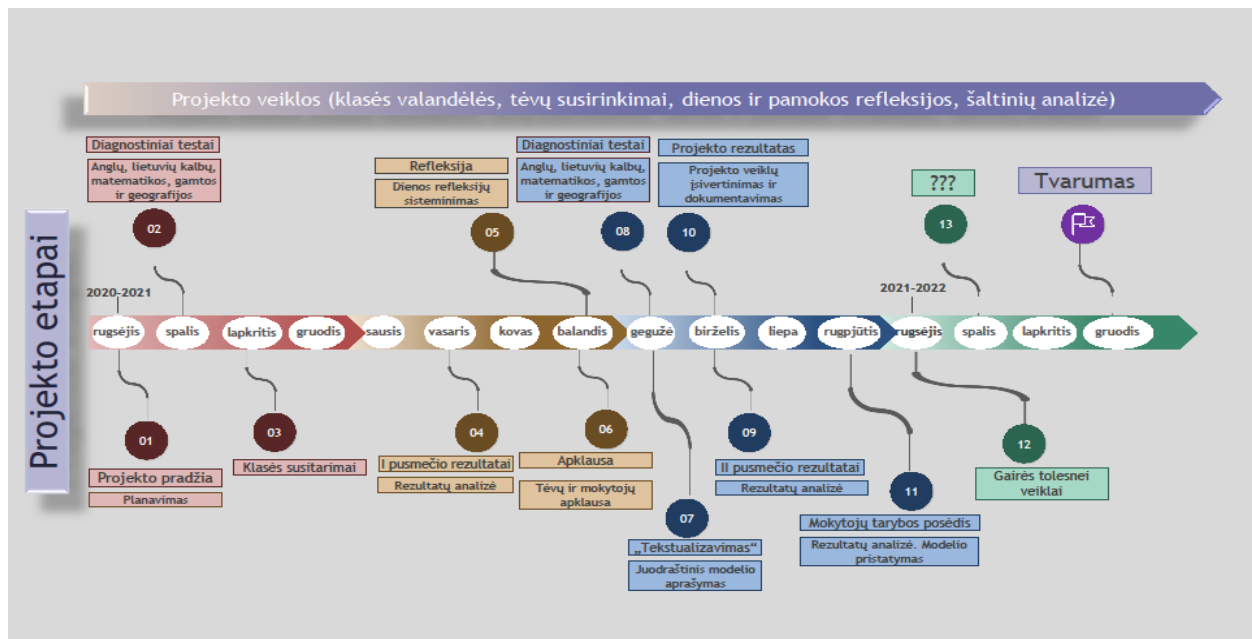 Projekto veiklos (klasės valandėlės, tėvų susirinkimai, dienos ir pamokos refleksijos, šaltinių analizė)
Projekto etapai
Diagnostiniai testai
Anglų, lietuvių kalbų,
matematikos, gamtos
ir geografijos
02
Refleksija
Dienos refleksijų
sisteminimas
05
Diagnostiniai testai
Anglų, lietuvių kalbų,
matematikos, gamtos
ir geografijos
08
Projekto rezultatas
Projekto veiklų
įsivertinimas ir
dokumentavimas
10
???
13
Tvarumas
2020-2021
2021-2022
rugsėjis
spalis
lapkritis
gruodis
sausis
vasaris
kovas
balandis
gegužė
birželis
liepa
rugpjūtis
rugsėjis
spalis
lapkritis
gruodis
01
Projekto pradžia
Planavimas
03
Klasės susitarimai
04
I pusmečio rezultatai
Rezultatų analizė
06
Apklausa
Tėvų ir mokytojų
apklausa
07
„Tekstualizavimas“
Juodraštinis modelio
aprašymas
09
II pusmečio rezultatai
Rezultatų analizė
11
Mokytojų tarybos posėdis
Rezultatų analizė. Modelio
pristatymas
12
Gairės tolesnei
veiklai